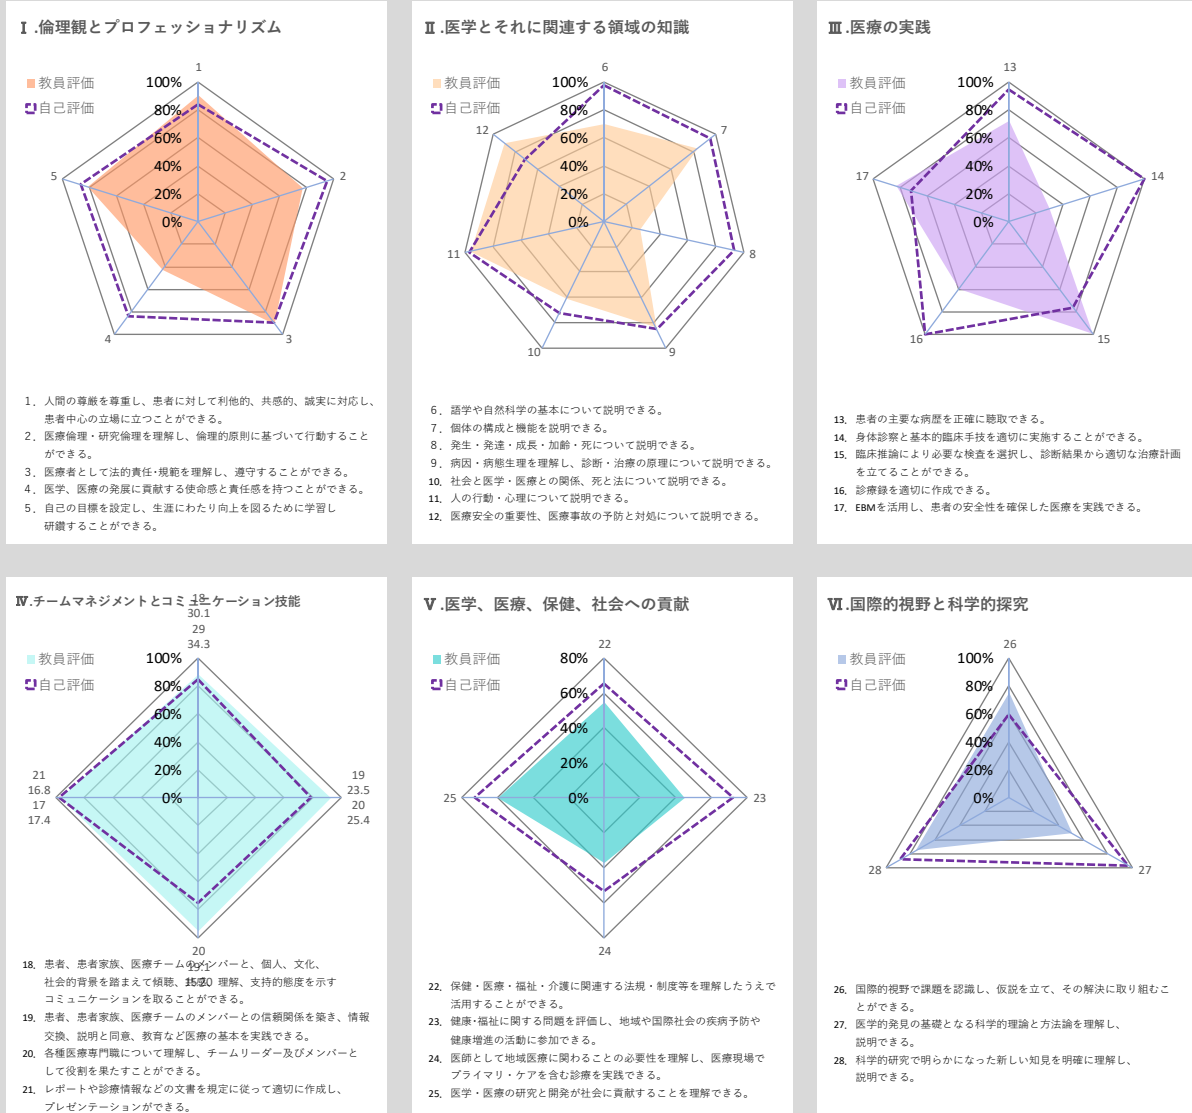 Ⅰ.倫理観とプロフェッショナリズム
教員評価
自己評価
1
100%
80%
60%
40%
20%
0%
2
3
4
5
1. 人間の尊厳を尊重し、患者に対して利他的、共感的、誠実に対応し、
患者中心の立場に立つことができる。
2. 医療倫理・研究倫理を理解し、倫理的原則に基づいて行動すること
ができる。
3. 医療者として法的責任・規範を理解し、遵守することができる。
4. 医学、医療の発展に貢献する使命感と責任感を持つことができる。
5. 自己の目標を設定し、生涯にわたり向上を図るために学習し
研鑽することができる。
Ⅱ.医学とそれに関連する領域の知識
教員評価
自己評価
6
100%
80%
60%
40%
20%
0%
7
8
9
10
11
12
6. 語学や自然科学の基本について説明できる。
7. 個体の構成と機能を説明できる。
8. 発生・発達・成長・加齢・死について説明できる。
9. 病因・病態生理を理解し、診断・治療の原理について説明できる。
10. 社会と医学・医療との関係、死と法について説明できる。
11. 人の行動・心理について説明できる。
12. 医療安全の重要性、医療事故の予防と対処について説明できる。
Ⅲ.医療の実践
教員評価
自己評価
13
100%
80%
60%
40%
20%
0%
14
15
16
17
13. 患者の主要な病歴を正確に聴取できる。
14. 身体診察と基本的臨床手技を適切に実施することができる。
15. 臨床推論により必要な検査を選択し、診断結果から適切な治療計画
を立てることができる。
16. 診療録を適切に作成できる。
17. EBMを活用し、患者の安全性を確保した医療を実践できる。
Ⅳ.チームマネジメントとコミュニケーション技能
18
30.1
29
34.3
教員評価
自己評価
100%
80%
60%
40%
20%
0%
19
23.5
20
25.4
21
16.8
17
17.4
20
19.1
18. 患者、患者家族、医療チームのメンバーと、個人、文化、
社会的背景を踏まえて傾聴、共感、理解、支持的態度を示す
コミュニケーションを取ることができる。
19. 患者、患者家族、医療チームのメンバーとの信頼関係を築き、情報
交換、説明と同意、教育など医療の基本を実践できる。
20. 各種医療専門職について理解し、チームリーダー及びメンバーと
して役割を果たすことができる。
21. レポートや診療情報などの文書を規定に従って適切に作成し、
プレゼンテーションができる。
Ⅴ.医学、医療、保健、社会への貢献
教員評価
自己評価
22
80%
60%
40%
20%
0%
23
24
25
22. 保健・医療・福祉・介護に関連する法規・制度等を理解したうえで
活用することができる。
23. 健康・福祉に関する問題を評価し、地域や国際社会の疾病予防や
健康増進の活動に参加できる。
24. 医師として地域医療に関わることの必要性を理解し、医療現場で
プライマリ・ケアを含む診療を実践できる。
25. 医学・医療の研究と開発が社会に貢献することを理解できる。
Ⅵ.国際的視野と科学的探究
教員評価
自己評価
26
100%
80%
60%
40%
20%
0%
27
28
26. 国際的視野で課題を認識し、仮説を立て、その解決に取り組むこ
とができる。
27. 医学的発見の基礎となる科学的理論と方法論を理解し、
説明できる。
28. 科学的研究で明らかになった新しい知見を明確に理解し、
説明できる。